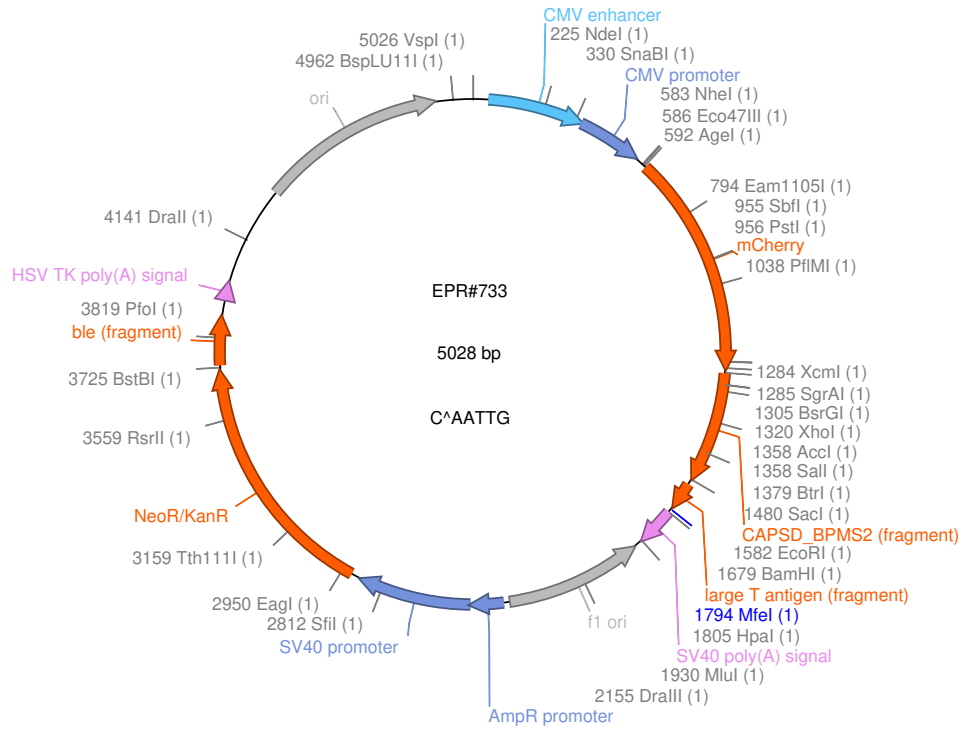 CMV enhancer
225 NdeI (1)
330 SnaBI (1)
CMV promoter
583 NheI (1)
586 Eco47III (1)
592 AgeI (1)
794 Eam1105I (1)
955 SbfI (1)
956 PstI (1)
mCherry
1038 PflMI (1)
1284 XcmI (1)
1285 SgrAI (1)
1305 BsrGI (1)
1320 XhoI (1)
1358 AccI (1)
1358 SalI (1)
1379 BtrI (1)
1480 SacI (1)
CAPSD_BPMS2 (fragment)
1582 EcoRI (1)
1679 BamHI (1)
large T antigen (fragment)
1794 MfeI (1)
1805 HpaI (1)
SV40 poly(A) signal
1930 MluI (1)
2155 DraIII (1)
f1 ori
AmpR promoter
SV40 promoter
2812 SfiI (1)
2950 EagI (1)
3159 Tth111I (1)
NeoR/KanR
3559 RsrII (1)
3725 BstBI (1)
ble (fragment)
3819 PfoI (1)
HSV TK poly(A) signal
4141 DraII (1)
ori
4962 BspLU11I (1)
5026 VspI (1)
EPR#733
5028 bp
C^AATTG